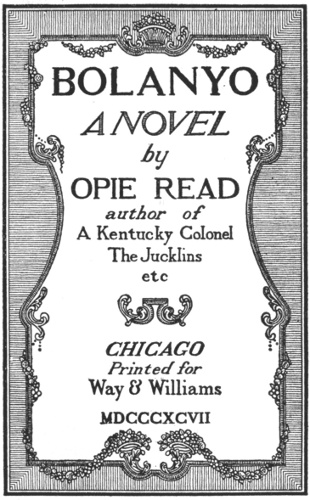 BOLANYO
A NOVEL
by
OPIE READ
author of
A Kentucky Colonel
The Jucklins
etc
CHICAGO
Printed for
Way & Williams
MDCCCXCVII